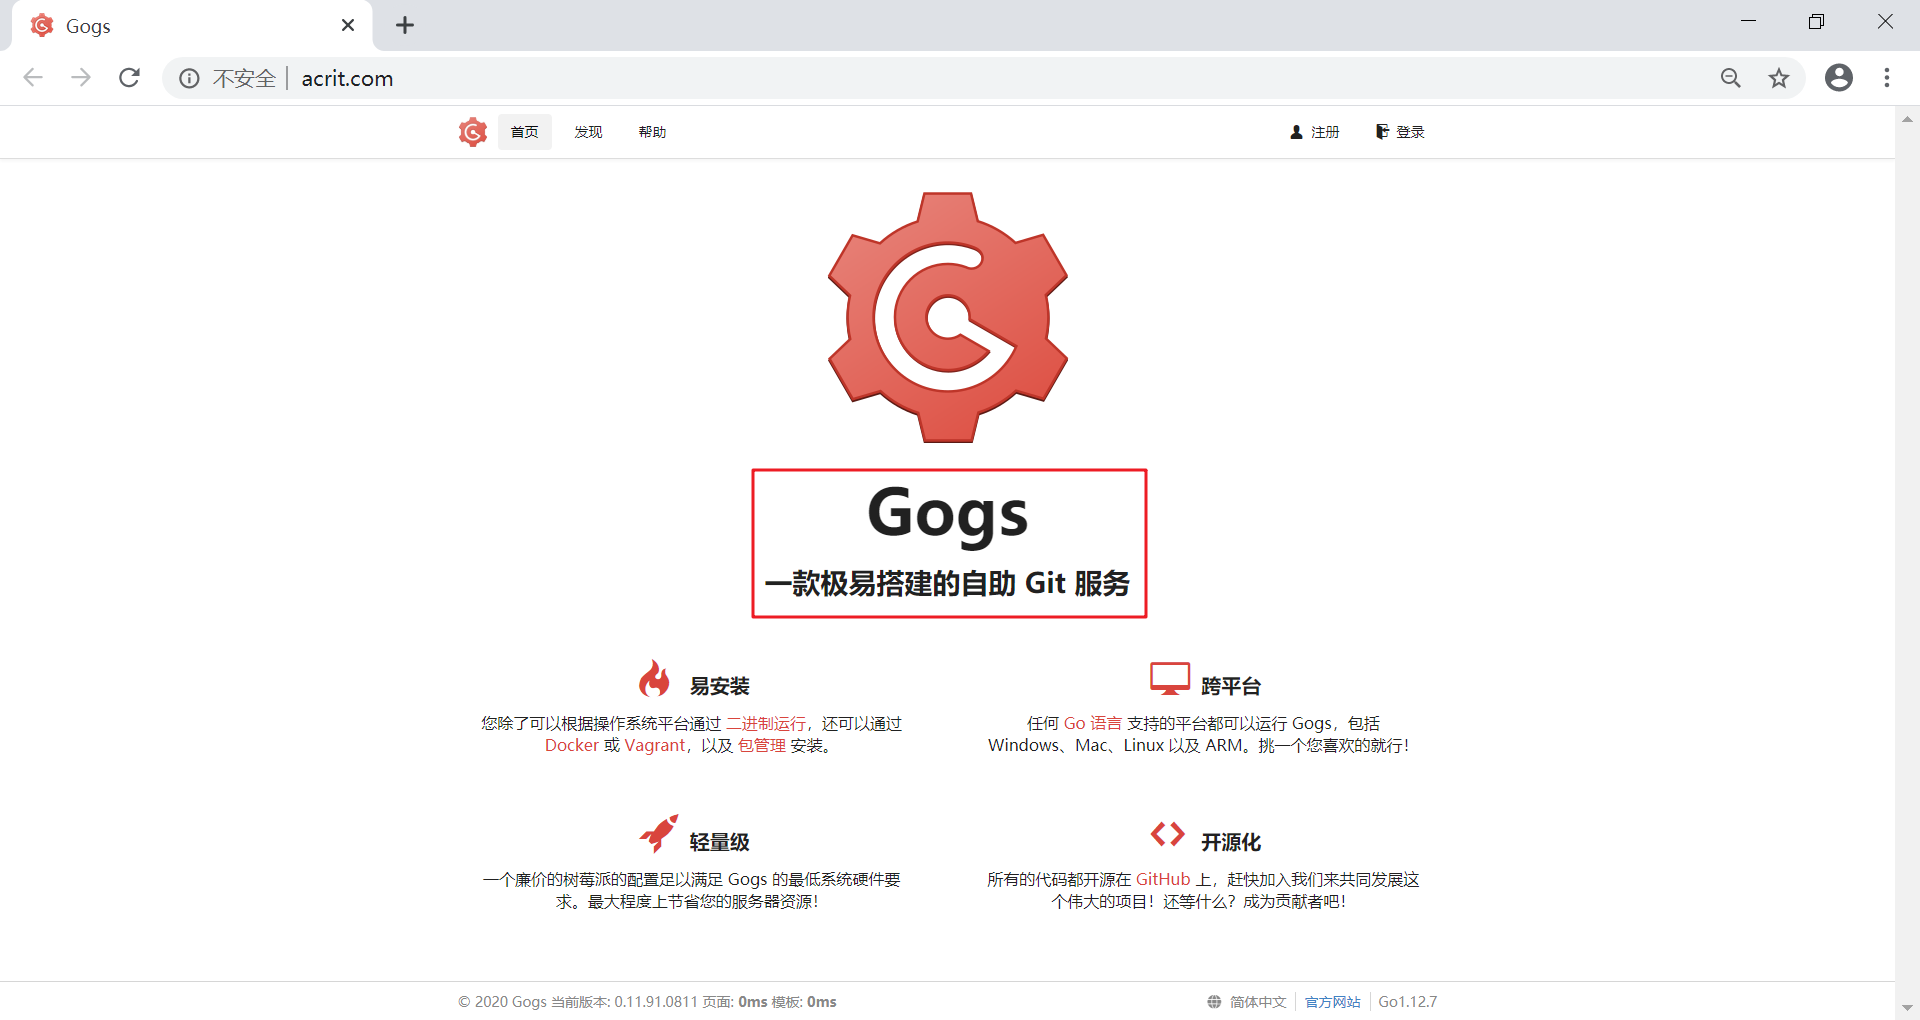 Gogs
不安全 acrit.com
首页 发现 帮助 注册 登录
Gogs
一款极易搭建的自助 Git 服务
易安装
您除了可以根据操作系统平台通过 二进制运行，还可以通过
Docker 或 Vagrant，以及 包管理 安装。
跨平台
任何 Go 语言 支持的平台都可以运行 Gogs，包括
Windows、Mac、Linux 以及 ARM。挑一个您喜欢的就行！
轻量级
一个廉价的树莓派的配置足以满足 Gogs 的最低系统硬件要
求。最大程度上节省您的服务器资源！
开源化
所有的代码都开源在 GitHub 上，赶快加入我们来共同发展这
个伟大的项目！还等什么？成为贡献者吧！
© 2020 Gogs 当前版本: 0.11.91.0811 页面: 0ms 模板: 0ms
简体中文 官方网站 Go1.12.7